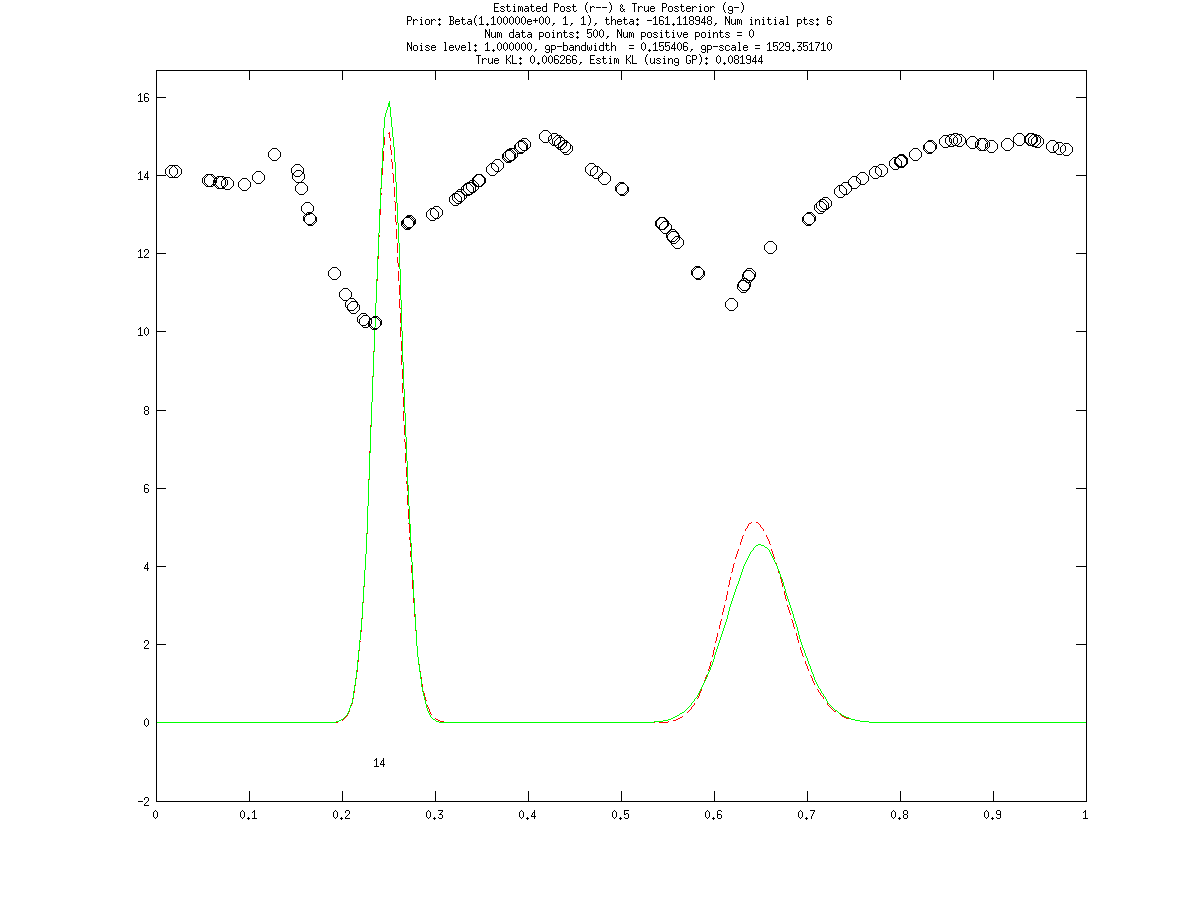 Estimated Post (r--) & True Posterior (g-)
Prior: Beta(1.100000e+00, 1, 1), theta: -161.118948, Num initial pts: 6
Num data points: 500, Num positive points = 0
Noise level: 1.000000, gp-bandwidth  = 0.155406, gp-scale = 1529.351710
True KL: 0.006266, Estim KL (using GP): 0.081944
16
14
12
10
8
6
4
2
0
14
-2
0 0.1 0.2 0.3 0.4 0.5 0.6 0.7 0.8 0.9 1